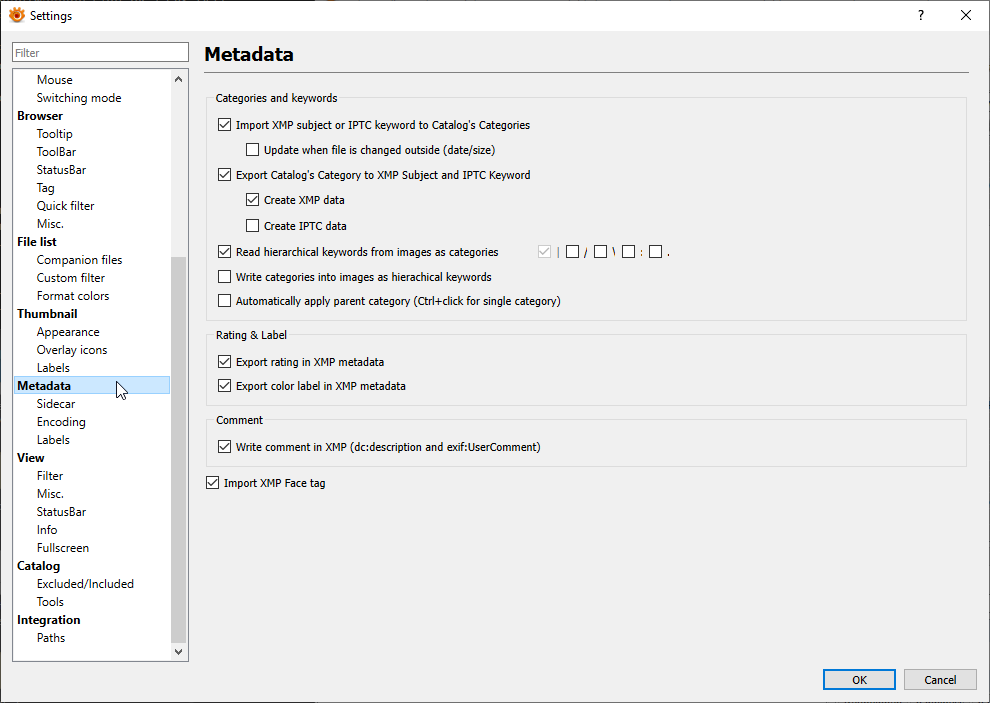 Settings
?
Filter
Mouse
Switching mode
Browser
Tooltip
ToolBar
StatusBar
Tag
Quick filter
Misc.
File list
Companion files
Custom filter
Format colors
Thumbnail
Appearance
Overlay icons
Labels
Metadata
Sidecar
Encoding
Labels
View
Filter
Misc.
StatusBar
Info
Fullscreen
Catalog
Excluded/Included
Tools
Integration
Paths
Metadata
Categories and keywords
Import XMP subject or IPTC keyword to Catalog's Categories
Update when file is changed outside (date/size)
Export Catalog's Category to XMP Subject and IPTC Keyword
Create XMP data
Create IPTC data
Read hierarchical keywords from images as categories | / \ : .
Write categories into images as hierachical keywords
Automatically apply parent category (Ctrl+click for single category)
Rating & Label
Export rating in XMP metadata
Export color label in XMP metadata
Comment
Write comment in XMP (dc:description and exif:UserComment)
Import XMP Face tag
OK Cancel